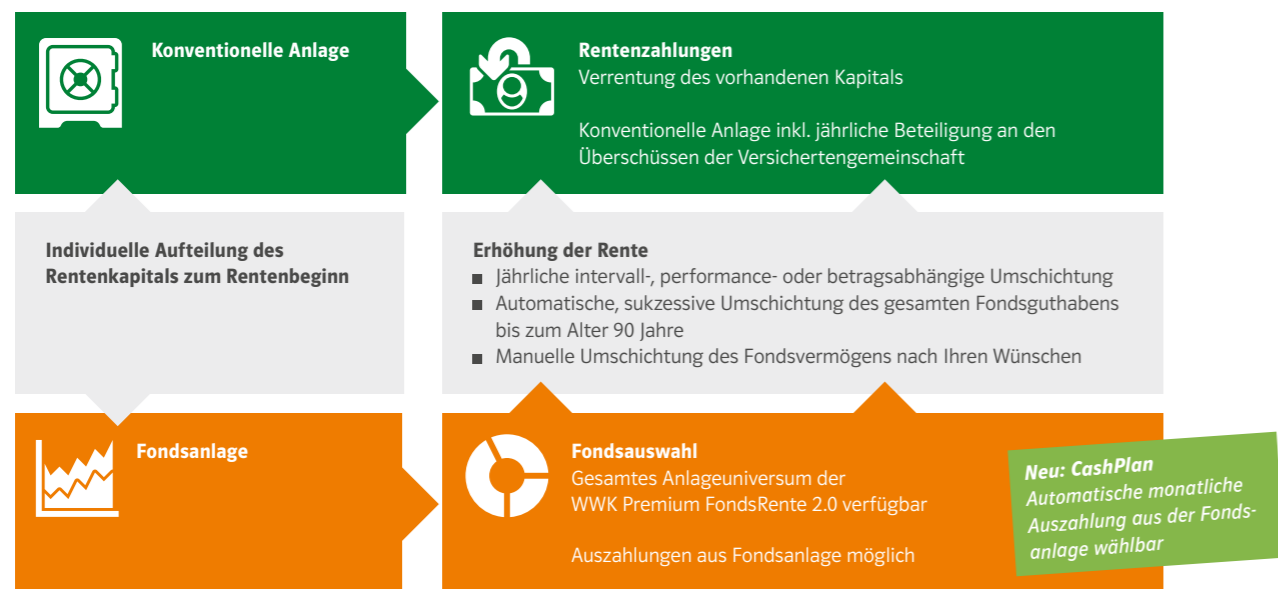 Konventionelle Anlage
Rentenzahlungen
Verrentung des vorhandenen Kapitals
Konventionelle Anlage inkl. jährliche Beteiligung an den
Überschüssen der Versichertengemeinschaft
Individuelle Aufteilung des
Rentenkapitals zum Rentenbeginn
Erhöhung der Rente
■ Jährliche intervall-, performance- oder betragsabhängige Umschichtung
■ Automatische, sukzessive Umschichtung des gesamten Fondsguthabens
bis zum Alter 90 Jahre
■ Manuelle Umschichtung des Fondsvermögens nach Ihren Wünschen
Fondsanlage
Fondsauswahl
Gesamtes Anlageuniversum der
WWK Premium FondsRente 2.0 verfügbar
Auszahlungen aus Fondsanlage möglich
Neu: CashPlan
Automatische monatliche
Auszahlung aus der Fonds-
anlage wählbar